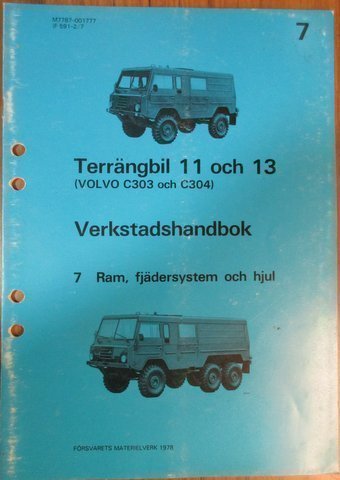 M7787-001777
IF 591-2/7
7
Terrängbil 11 och 13
(VOLVO C303 och C304)
Verkstadshandbok
7 Ram, fjädersystem och hjul
FÖRSVARETS MATERIELVERK 1978